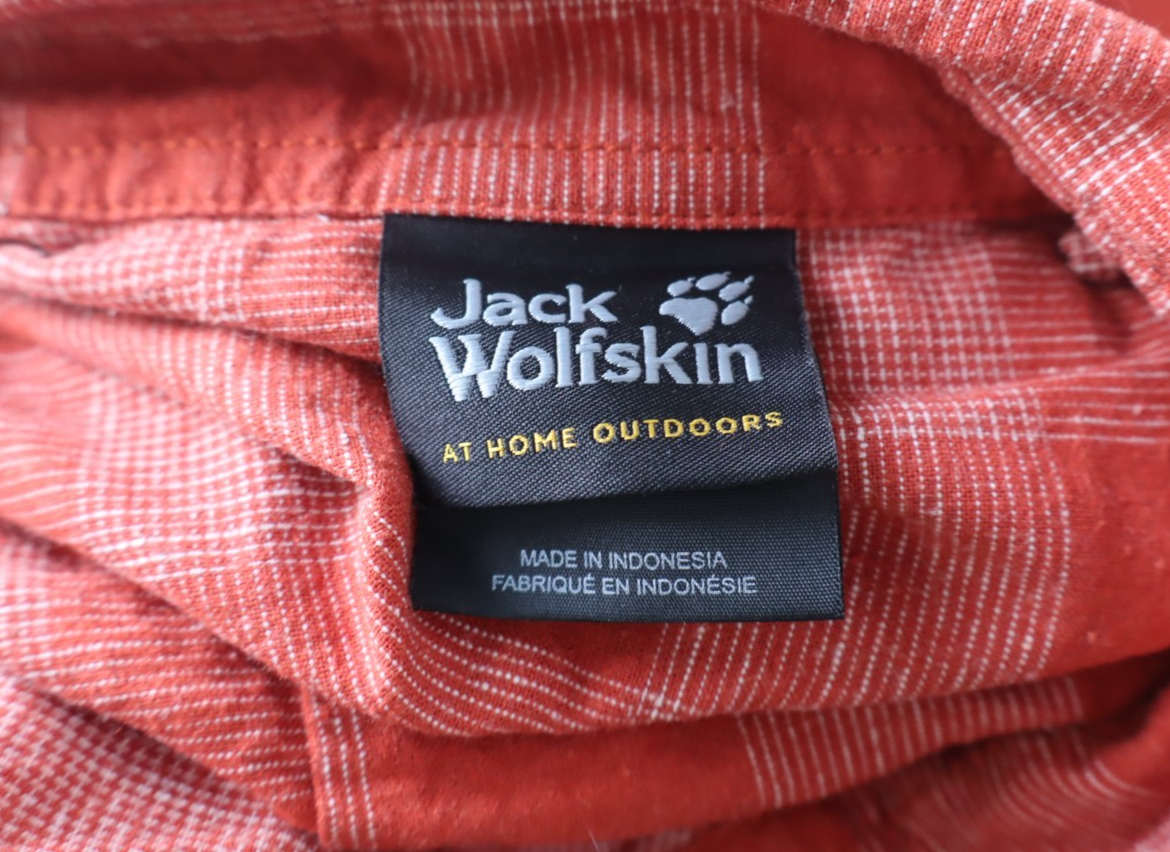 Jack
Wolfskin
AT HOME OUTDOORS
MADE IN INDONESIA
FABRIQUÉ EN INDONÉSIE